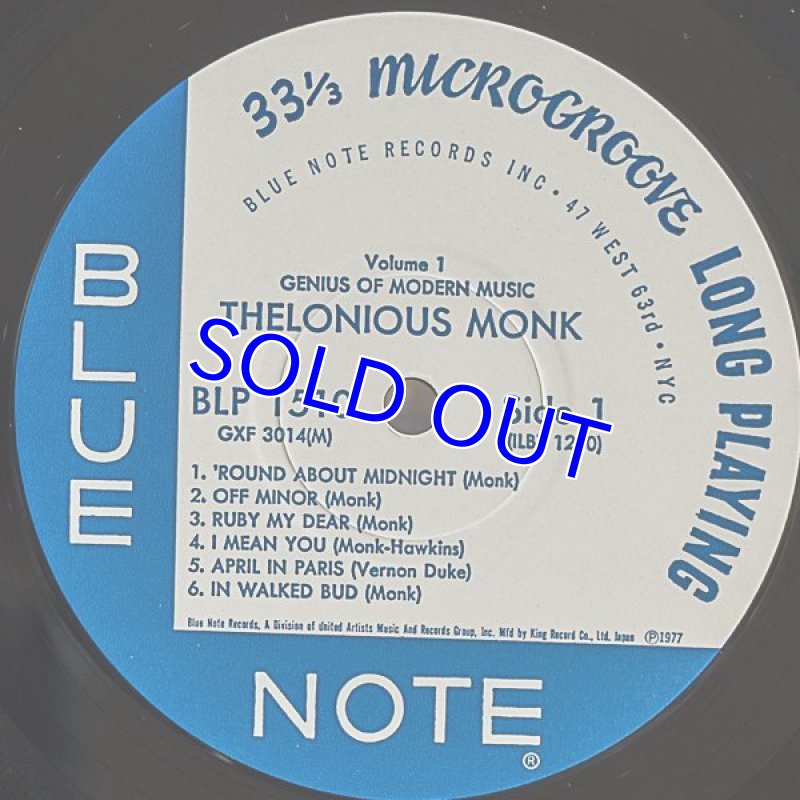 33⅓ MICROGROOVE LONG PLAYING
BLUE NOTE RECORDS INC • 47 WEST 63rd • NYC
Volume 1
GENIUS OF MODERN MUSIC
THELONIOUS MONK
BLP 1510
Side 1
GXF 3014(M)
SOLD OUT
1. 'ROUND ABOUT MIDNIGHT (Monk)
2. OFF MINOR (Monk)
3. RUBY MY DEAR (Monk)
4. I MEAN YOU (Monk-Hawkins)
5. APRIL IN PARIS (Vernon Duke)
6. IN WALKED BUD (Monk)
Blue Note Records, A Division of United Artists Music And Records Group, Inc. Mfd by King Record Co., Ltd. Japan ℗1977
BLUE
NOTE
®